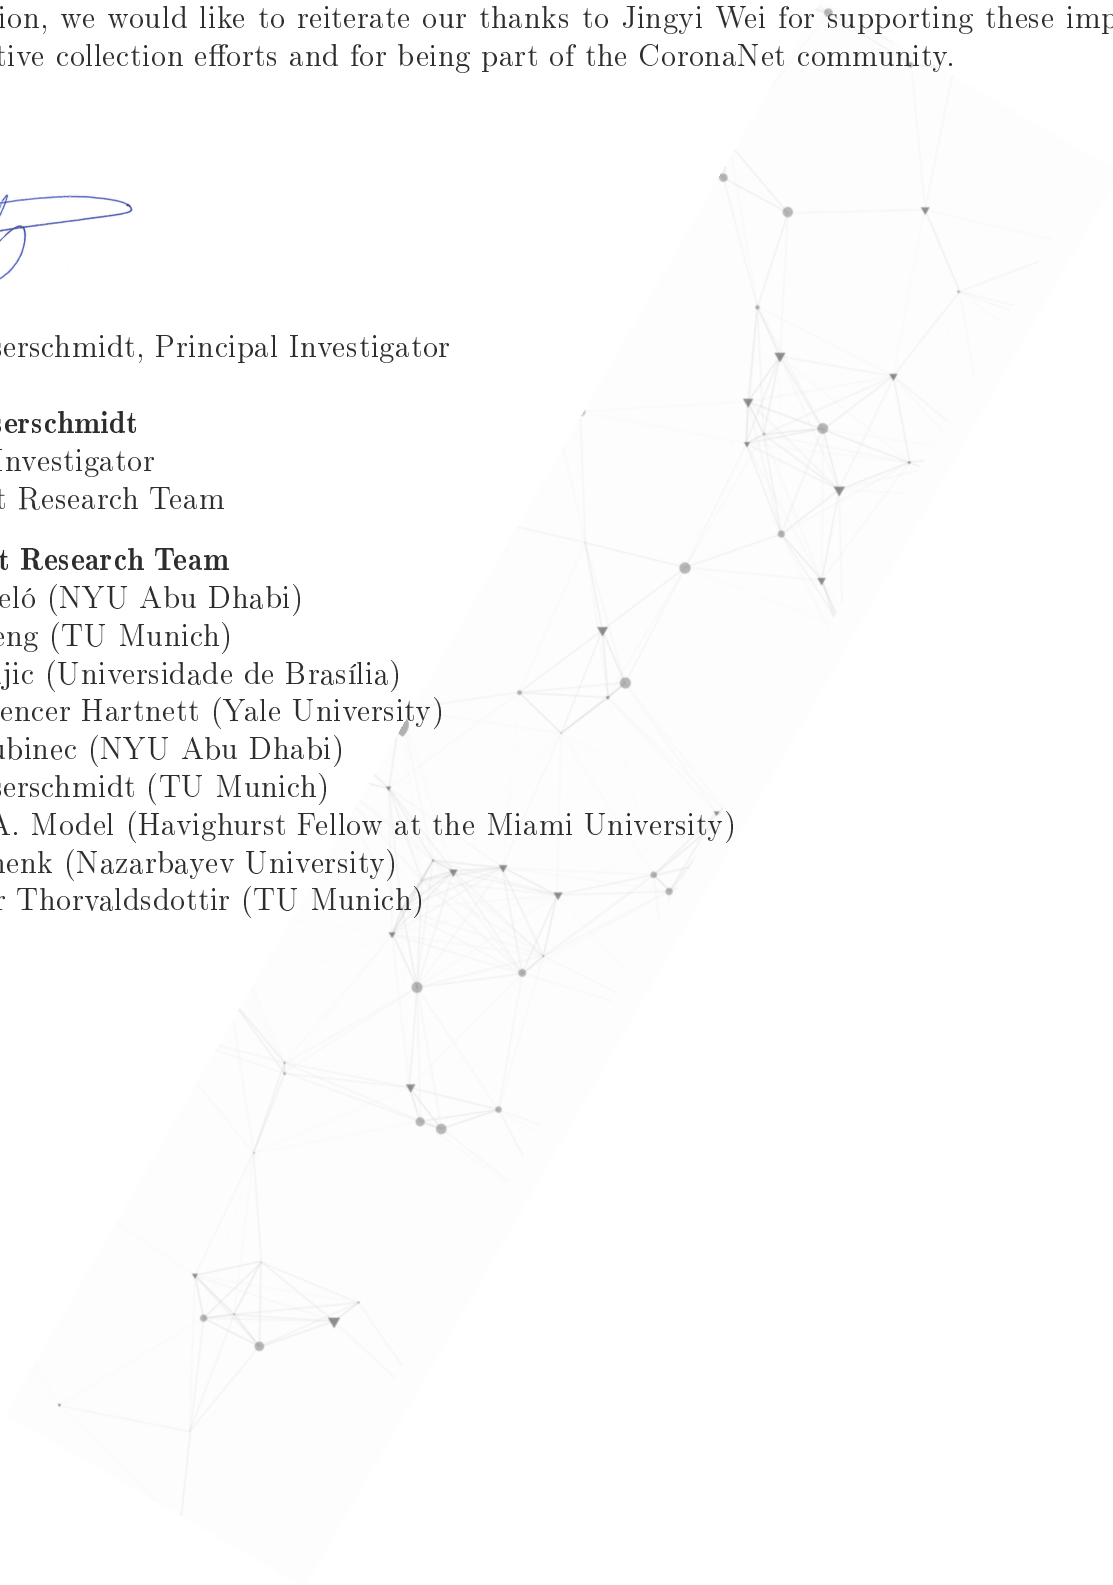 ion, we would like to reiterate our thanks to Jingyi Wei for supporting these imp
tive collection efforts and for being part of the CoronaNet community.
serschmidt, Principal Investigator
serschmidt
Investigator
t Research Team
t Research Team
eló (NYU Abu Dhabi)
eng (TU Munich)
jic (Universidade de Brasília)
encer Hartnett (Yale University)
ubinec (NYU Abu Dhabi)
serschmidt (TU Munich)
A. Model (Havighurst Fellow at the Miami University)
henk (Nazarbayev University)
r Thorvaldsdottir (TU Munich)